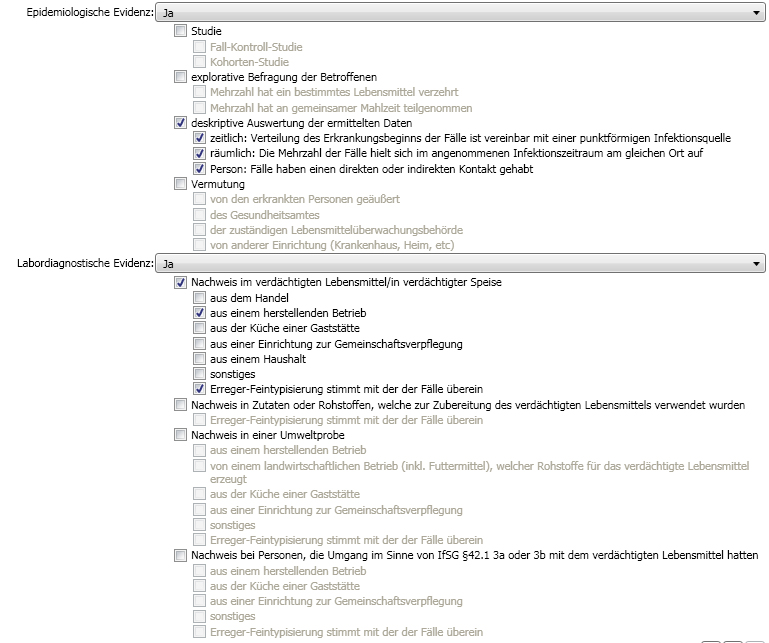 Epidemiologische Evidenz: Ja
Studie
Fall-Kontroll-Studie
Kohorten-Studie
explorative Befragung der Betroffenen
Mehrzahl hat ein bestimmtes Lebensmittel verzehrt
Mehrzahl hat an gemeinsamer Mahlzeit teilgenommen
deskriptive Auswertung der ermittelten Daten
zeitlich: Verteilung des Erkrankungsbeginns der Fälle ist vereinbar mit einer punktförmigen Infektionsquelle
räumlich: Die Mehrzahl der Fälle hielt sich im angenommenen Infektionszeitraum am gleichen Ort auf
Person: Fälle haben einen direkten oder indirekten Kontakt gehabt
Vermutung
von den erkrankten Personen geäußert
des Gesundheitsamtes
der zuständigen Lebensmittelüberwachungsbehörde
von anderer Einrichtung (Krankenhaus, Heim, etc)
Labordiagnostische Evidenz: Ja
Nachweis im verdächtigten Lebensmittel/in verdächtigter Speise
aus dem Handel
aus einem herstellenden Betrieb
aus der Küche einer Gaststätte
aus einer Einrichtung zur Gemeinschaftsverpflegung
aus einem Haushalt
sonstiges
Erreger-Feintypisierung stimmt mit der der Fälle überein
Nachweis in Zutaten oder Rohstoffen, welche zur Zubereitung des verdächtigten Lebensmittels verwendet wurden
Erreger-Feintypisierung stimmt mit der der Fälle überein
Nachweis in einer Umweltprobe
aus einem herstellenden Betrieb
von einem landwirtschaftlichen Betrieb (inkl. Futtermittel), welcher Rohstoffe für das verdächtigte Lebensmittel
erzeugt
aus der Küche einer Gaststätte
aus einer Einrichtung zur Gemeinschaftsverpflegung
sonstiges
Erreger-Feintypisierung stimmt mit der der Fälle überein
Nachweis bei Personen, die Umgang im Sinne von IfSG §42.1 3a oder 3b mit dem verdächtigten Lebensmittel hatten
aus einem herstellenden Betrieb
aus der Küche einer Gaststätte
aus einer Einrichtung zur Gemeinschaftsverpflegung
sonstiges
Erreger-Feintypisierung stimmt mit der der Fälle überein